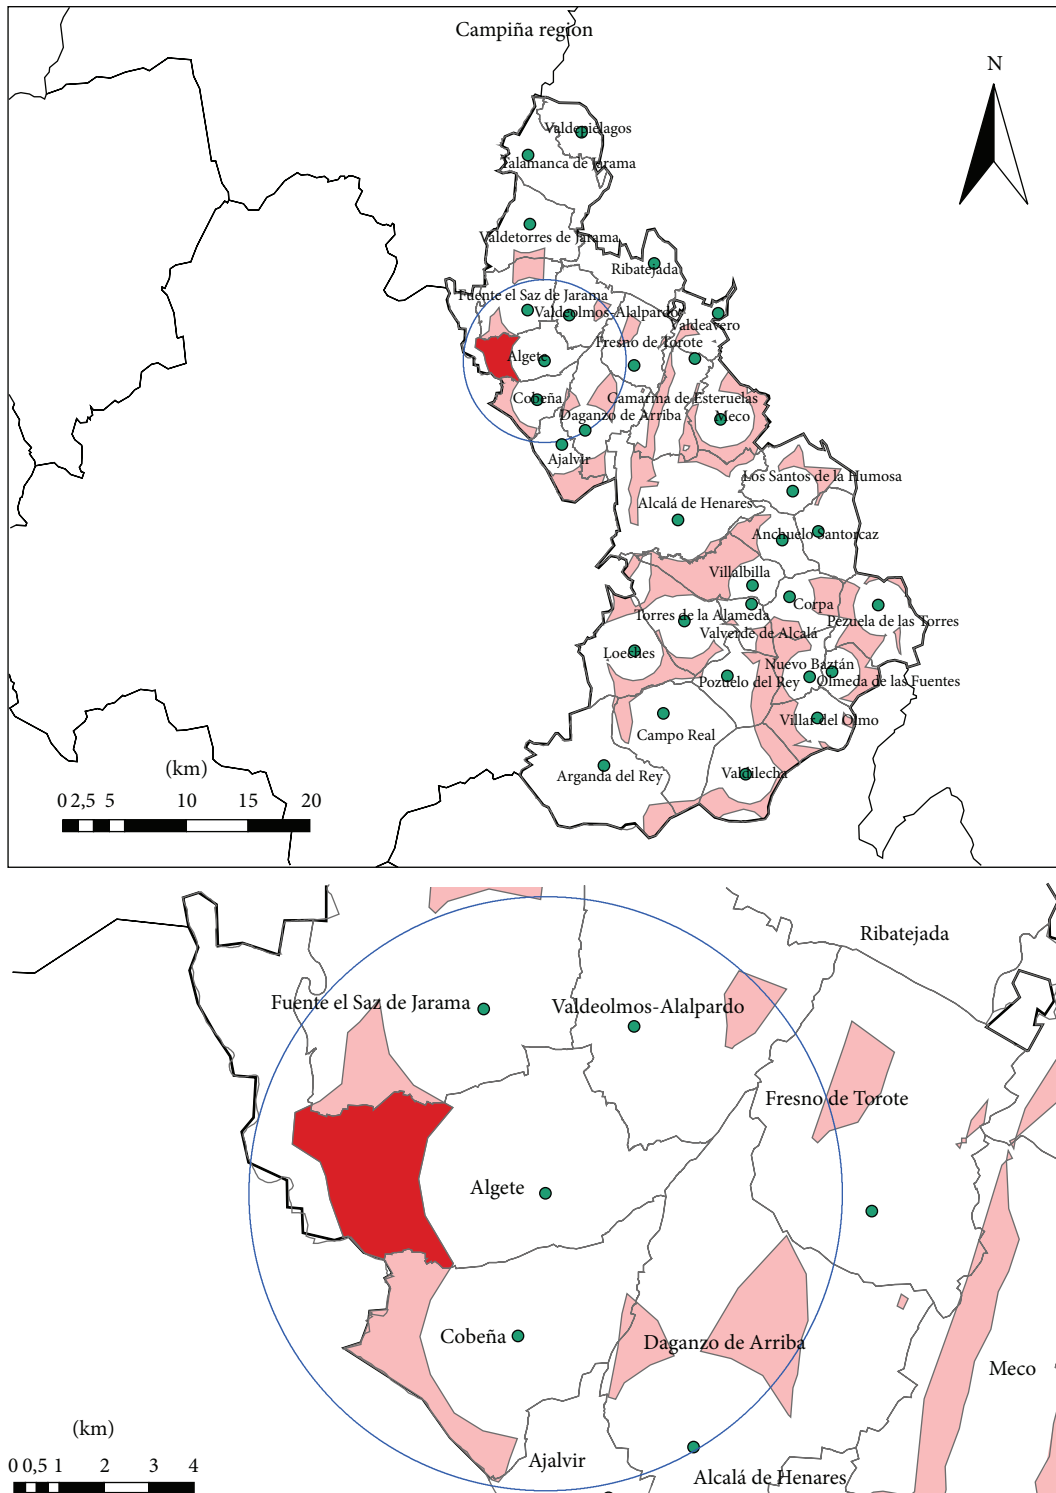 Campiña region
N
Valdepiélagos
Talamanca de Jarama
Valdetorres de Jarama
Ribatejada
Fuente el Saz de Jarama
Valdeolmos-Alalpardo
Valdeavero
Fresno de Torote
Algete
Cobeña
Camarma de Esteruelas
Daganzo de Arriba
Meco
Ajalvir
Los Santos de la Humosa
Alcalá de Henares
Anchuelo Santorcaz
Villalbilla
Corpa
Torres de la Alameda
Pezuela de las Torres
Valverde de Alcalá
Loeches
Nuevo Baztán
Pozuelo del Rey
Olmeda de las Fuentes
Villar del Olmo
Campo Real
Arganda del Rey
Valdilecha
(km)
0 2,5 5 10 15 20
Ribatejada
Fuente el Saz de Jarama
Valdeolmos-Alalpardo
Fresno de Torote
Algete
Cobeña
Daganzo de Arriba
Meco
Ajalvir
Alcalá de Henares
(km)
0 0,5 1 2 3 4